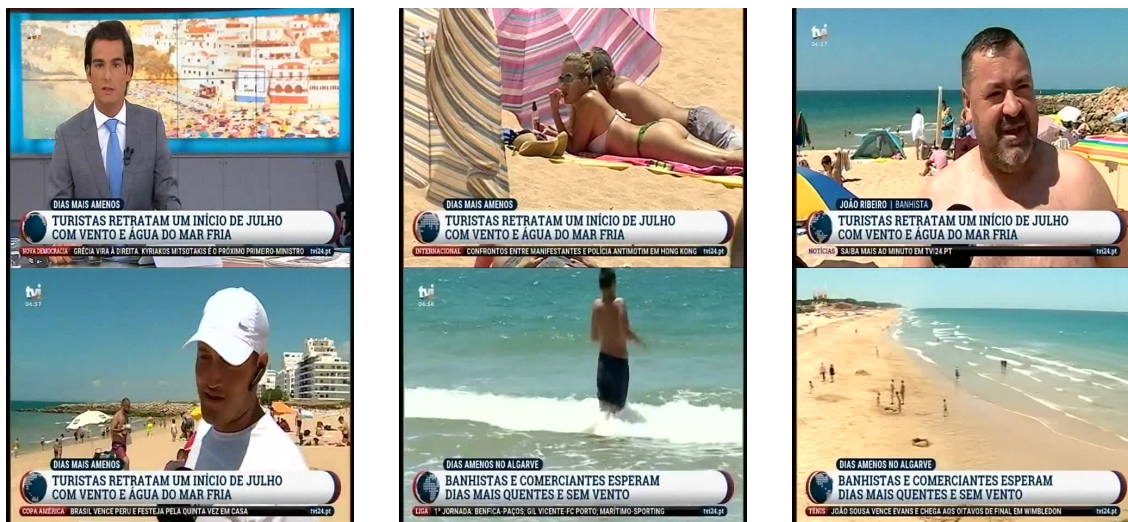 tvi
DIAS MAIS AMENOS
TURISTAS RETRATAM UM INÍCIO DE JULHO
COM VENTO E ÁGUA DO MAR FRIA
NOVA DEMOCRACIA GRÉCIA VIRA À DIREITA. KYRIAKOS MITSOTAKIS É O PRÓXIMO PRIMEIRO-MINISTRO tvi24.pt
tvi
DIAS MAIS AMENOS
TURISTAS RETRATAM UM INÍCIO DE JULHO
COM VENTO E ÁGUA DO MAR FRIA
INTERNACIONAL CONFRONTOS ENTRE MANIFESTANTES E POLÍCIA ANTIMOTIM EM HONG KONG tvi24.pt
tvi
06:57
JOÃO RIBEIRO | BANHISTA
TURISTAS RETRATAM UM INÍCIO DE JULHO
COM VENTO E ÁGUA DO MAR FRIA
NOTÍCIAS SAIBA MAIS AO MINUTO EM TVI24.PT tvi24.pt
tvi
06:57
DIAS MAIS AMENOS
TURISTAS RETRATAM UM INÍCIO DE JULHO
COM VENTO E ÁGUA DO MAR FRIA
COPA AMÉRICA BRASIL VENCE PERU E FESTEJA PELA QUINTA VEZ EM CASA tvi24.pt
tvi
06:58
DIAS AMENOS NO ALGARVE
BANHISTAS E COMERCIANTES ESPERAM
DIAS MAIS QUENTES E SEM VENTO
LIGA 1ª JORNADA: BENFICA-PAÇOS; GIL VICENTE-FC PORTO; MARÍTIMO-SPORTING tvi24.pt
DIAS AMENOS NO ALGARVE
BANHISTAS E COMERCIANTES ESPERAM
DIAS MAIS QUENTES E SEM VENTO
TÉNIS JOÃO SOUSA VENCE EVANS E CHEGA AOS OITAVOS DE FINAL EM WIMBLEDON tvi24.pt